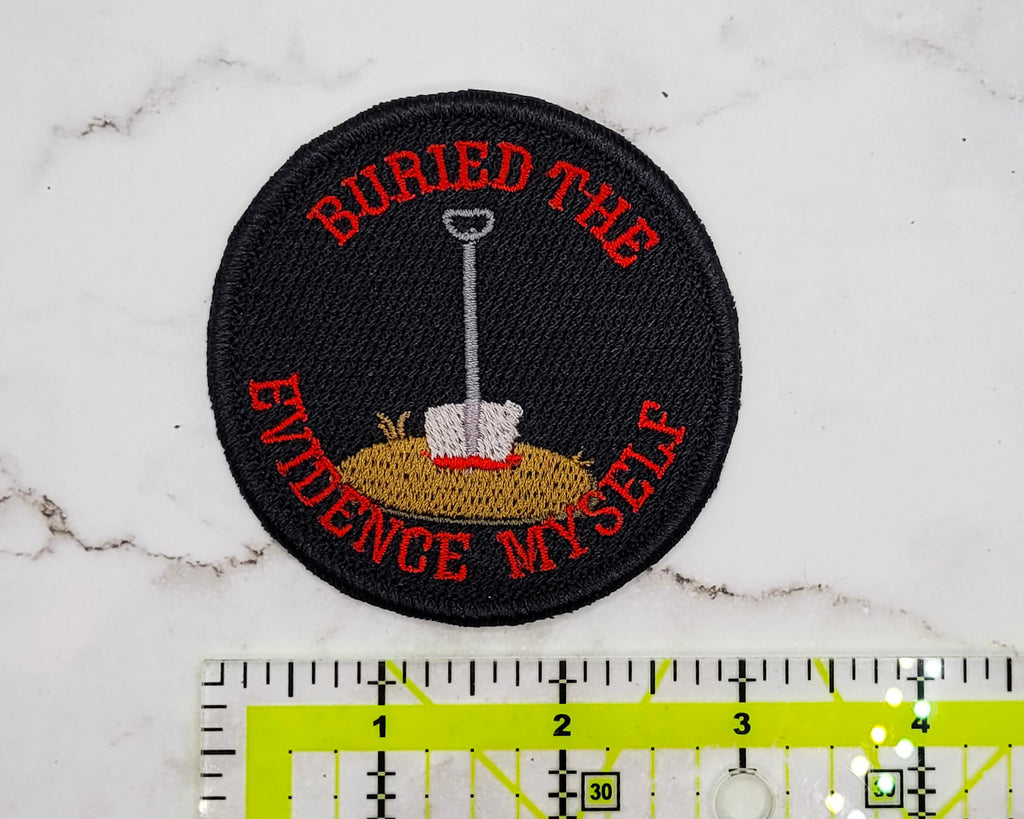 BURIED THE
EVIDENCE MYSELF
1 2 3 4
30 30